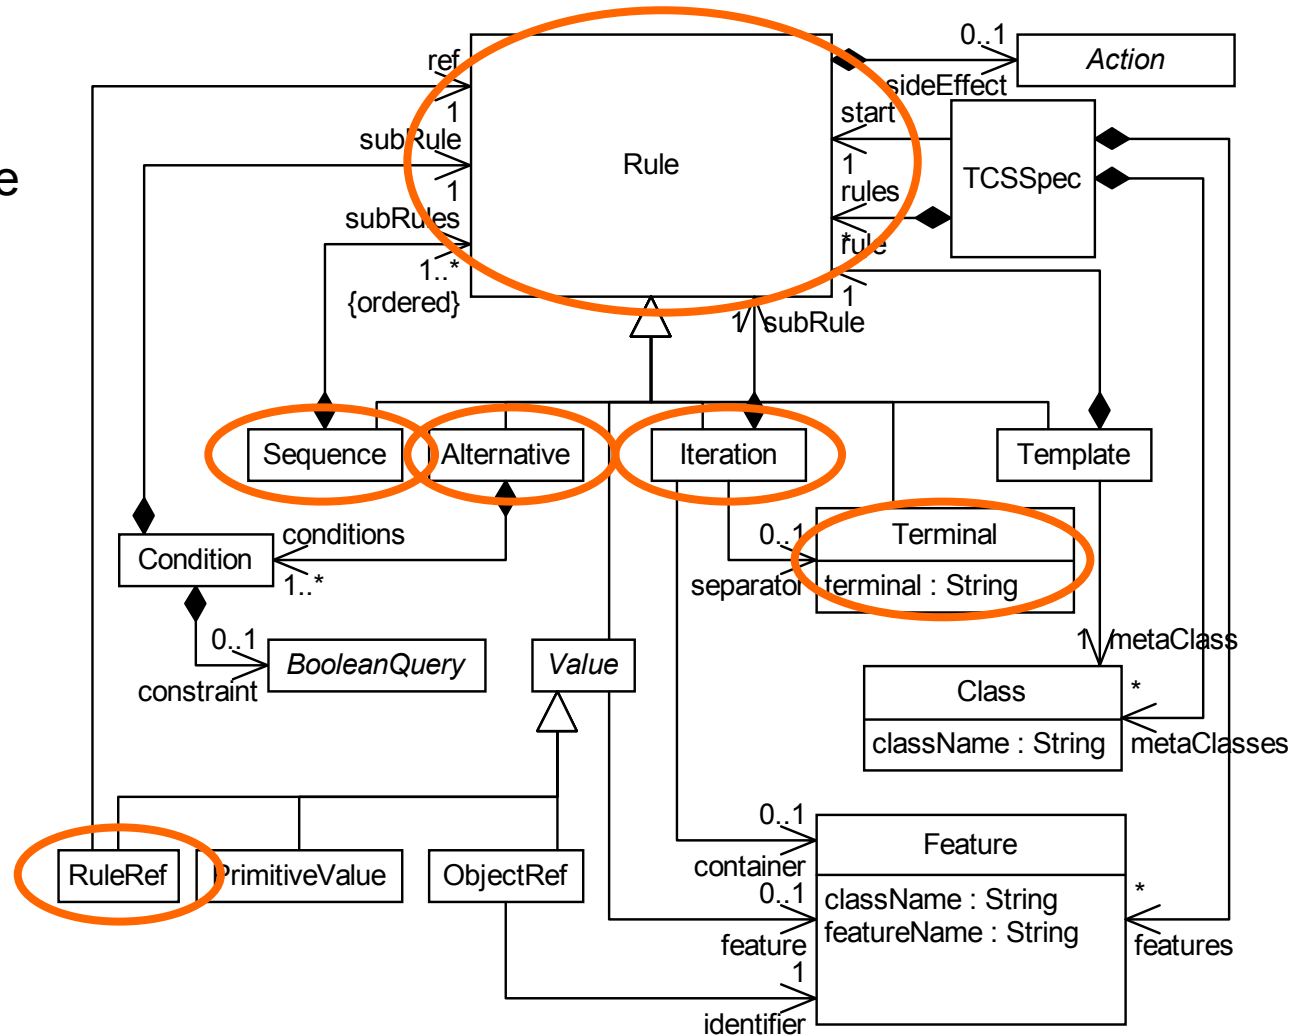 ref
0..1
Action
sideEffect
1
start
subRule
Rule
1
TCSSpec
e
1
rules
subRules
*
rule
1..*
1
{ordered}
1
subRule
Sequence
Alternative
Iteration
Template
conditions
0..1
Terminal
Condition
1..*
separator
terminal : String
0..1
BooleanQuery
Value
1
metaClass
constraint
Class
*
className : String
metaClasses
0..1
Feature
container
RuleRef
PrimitiveValue
ObjectRef
0..1
className : String
*
featureName : String
feature
features
1
identifier